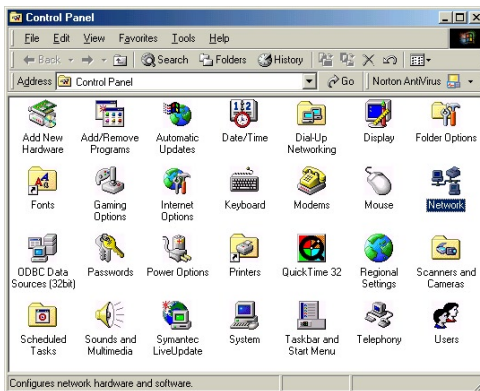 Control Panel
File Edit View Favorites Tools Help
Back Search Folders History
Address Control Panel Go Norton AntiVirus
Add New Hardware
Add/Remove Programs
Automatic Updates
Date/Time
Dial-Up Networking
Display
Folder Options
Fonts
Gaming Options
Internet Options
Keyboard
Modems
Mouse
Network
ODBC Data Sources (32bit)
Passwords
Power Options
Printers
QuickTime 32
Regional Settings
Scanners and Cameras
Scheduled Tasks
Sounds and Multimedia
Symantec LiveUpdate
System
Taskbar and Start Menu
Telephony
Users
Configures network hardware and software.